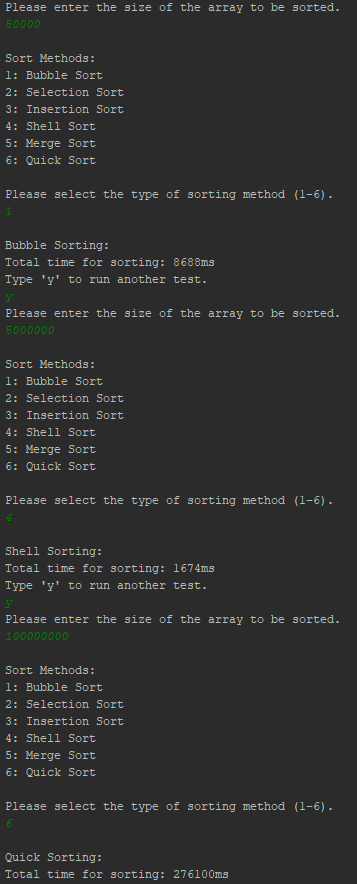 Please enter the size of the array to be sorted.
50000
Sort Methods:
1: Bubble Sort
2: Selection Sort
3: Insertion Sort
4: Shell Sort
5: Merge Sort
6: Quick Sort
Please select the type of sorting method (1-6).
1
Bubble Sorting:
Total time for sorting: 8688ms
Type 'y' to run another test.
y
Please enter the size of the array to be sorted.
5000000
Sort Methods:
1: Bubble Sort
2: Selection Sort
3: Insertion Sort
4: Shell Sort
5: Merge Sort
6: Quick Sort
Please select the type of sorting method (1-6).
4
Shell Sorting:
Total time for sorting: 1674ms
Type 'y' to run another test.
y
Please enter the size of the array to be sorted.
100000000
Sort Methods:
1: Bubble Sort
2: Selection Sort
3: Insertion Sort
4: Shell Sort
5: Merge Sort
6: Quick Sort
Please select the type of sorting method (1-6).
6
Quick Sorting:
Total time for sorting: 276100ms